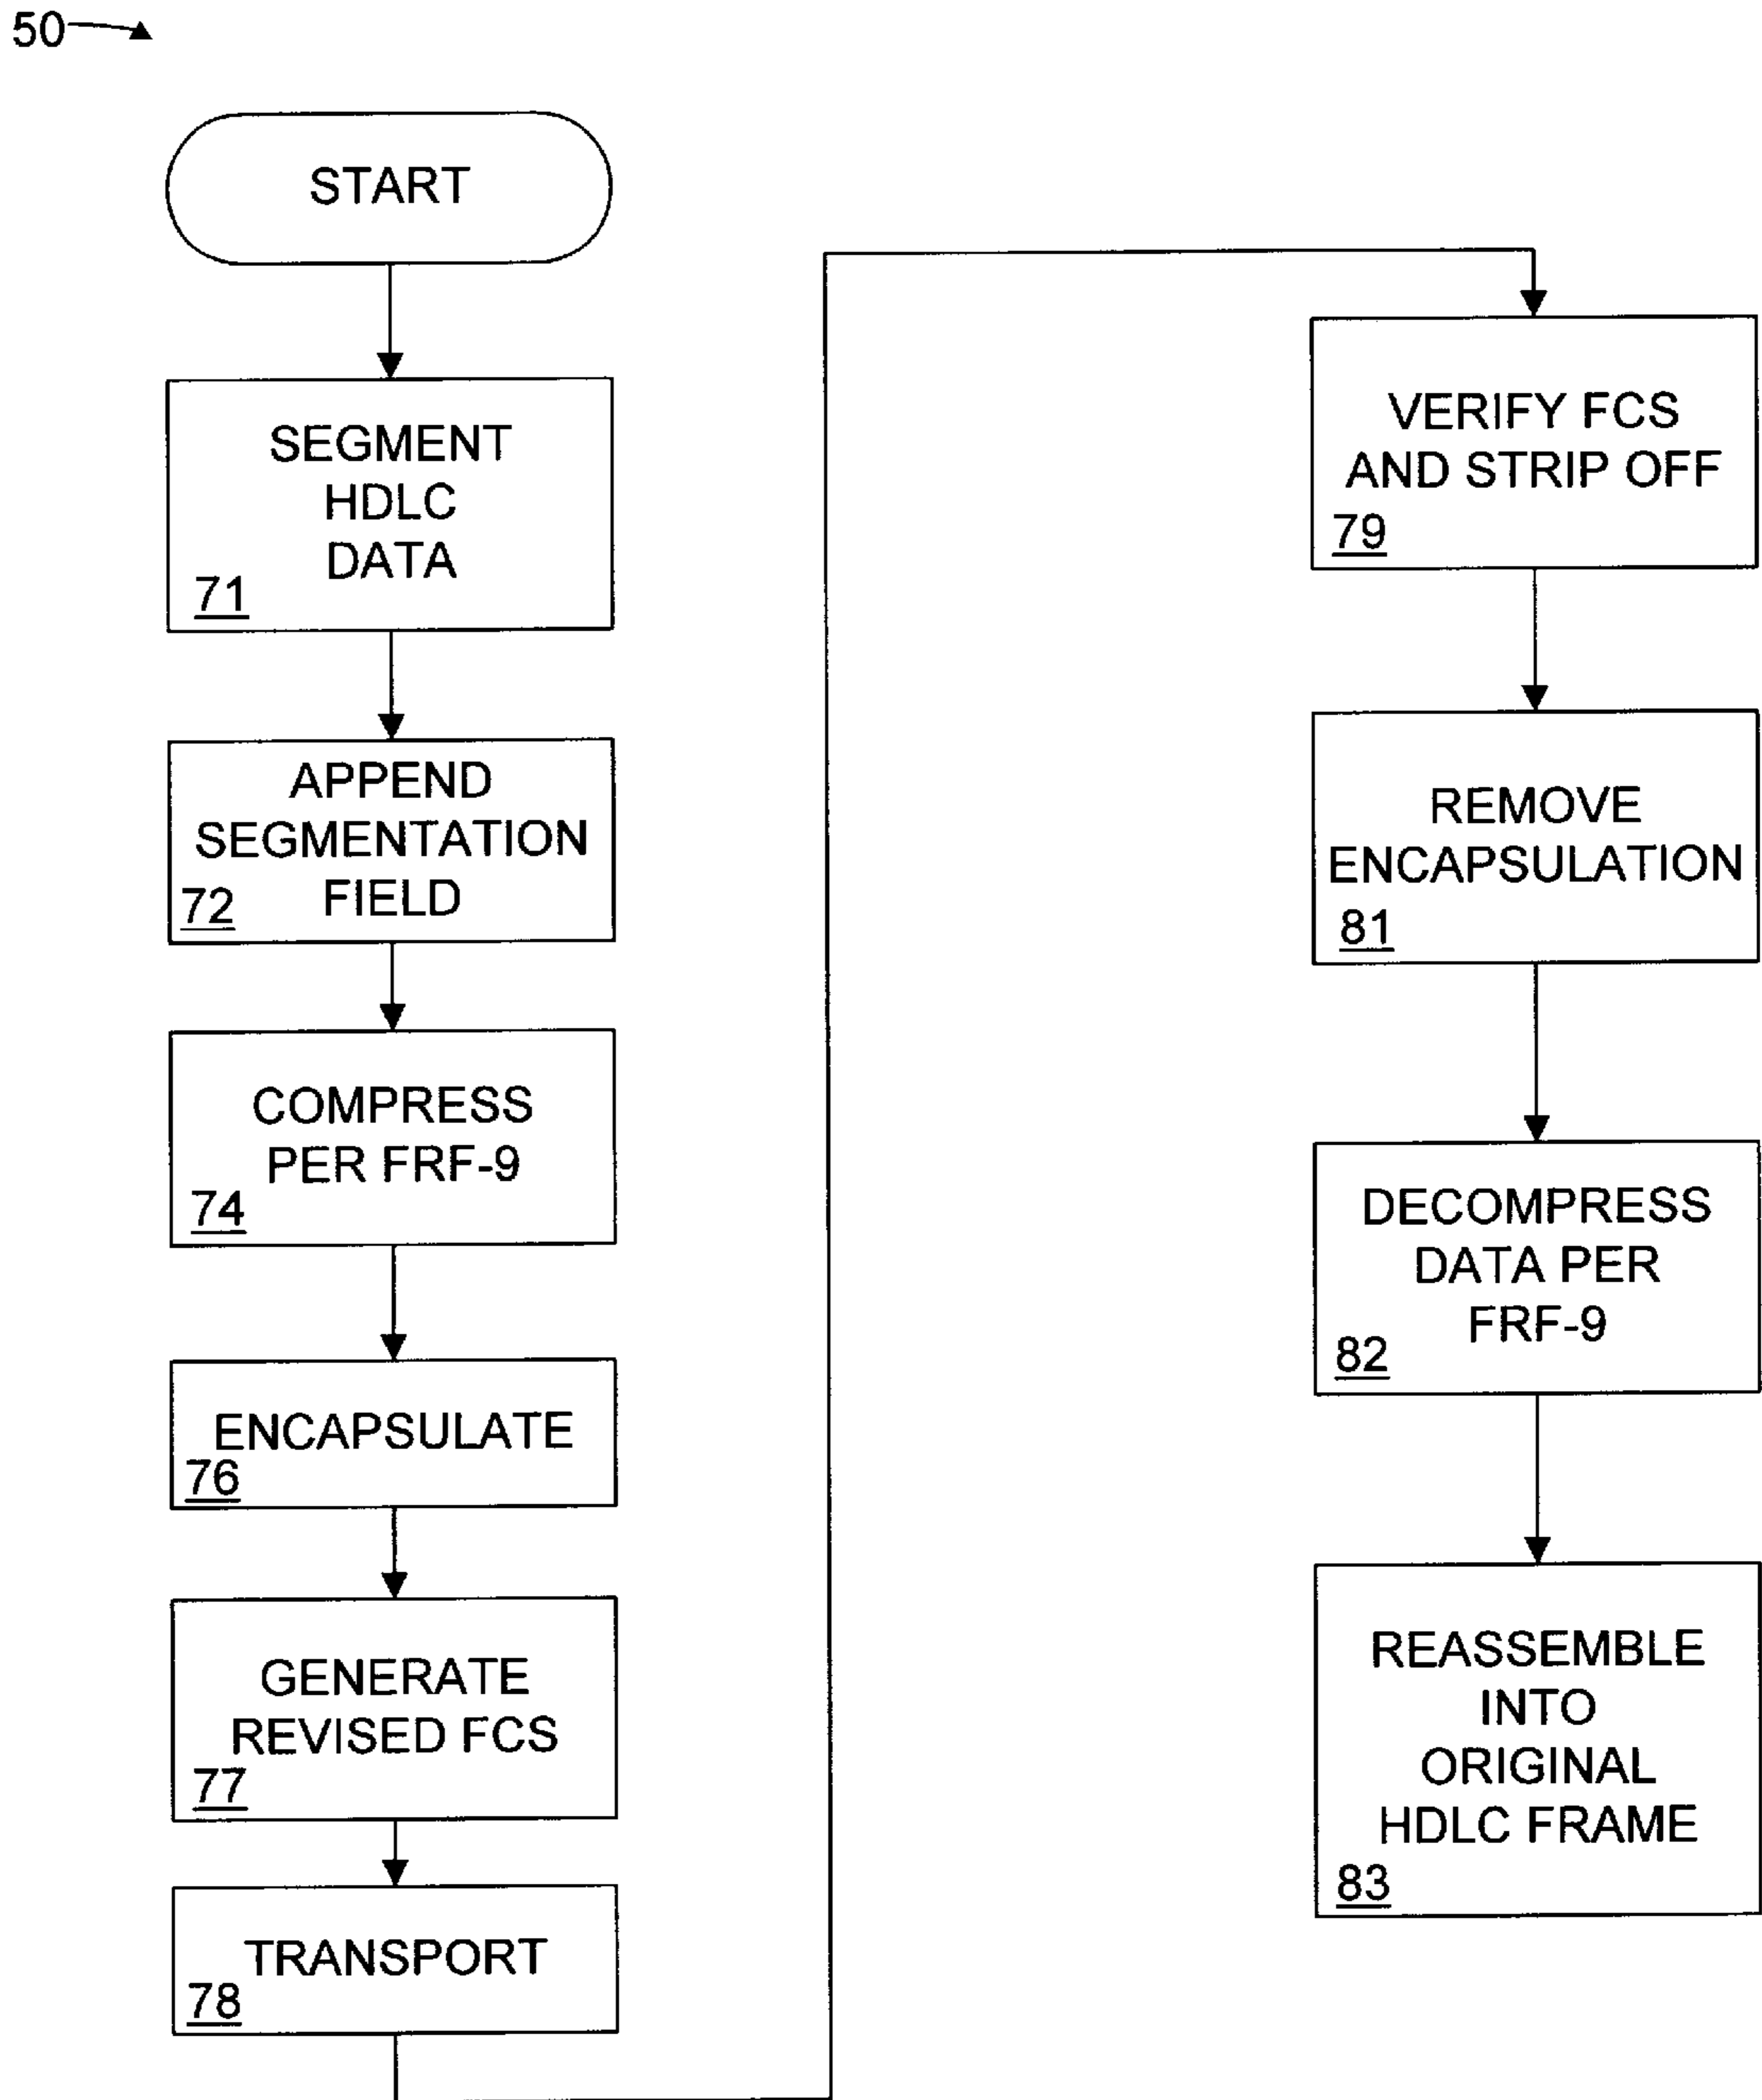 50
START
SEGMENT
HDLC
DATA
71
APPEND
SEGMENTATION
FIELD
72
COMPRESS
PER FRF-9
74
ENCAPSULATE
76
GENERATE
REVISED FCS
77
TRANSPORT
78
VERIFY FCS
AND STRIP OFF
79
REMOVE
ENCAPSULATION
81
DECOMPRESS
DATA PER
FRF-9
82
REASSEMBLE
INTO
ORIGINAL
HDLC FRAME
83